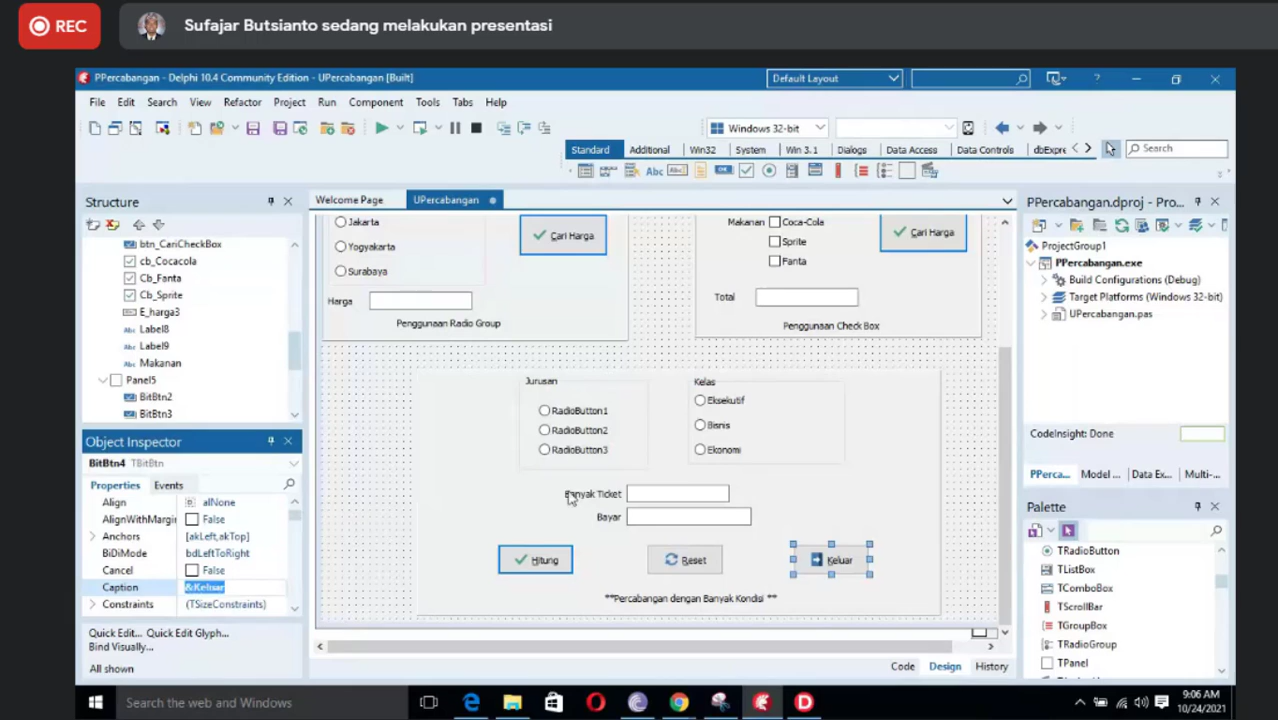 REC
Sufajar Butsianto sedang melakukan presentasi
PPercabangan - Delphi 10.4 Community Edition - UPercabangan [Built]
Default Layout
?
File Edit Search View Refactor Project Run Component Tools Tabs Help
Windows 32-bit
Standard Additional Win32 System Win 3.1 Dialogs Data Access Data Controls dbExpre
Search
Structure
Welcome Page
UPercabangan
PPercabangan.dproj - Pro...
btn_CariCheckBox
cb_Cocacola
Cb_Fanta
Cb_Sprite
E_harga3
Label8
Label9
Makanan
Panel5
BitBtn2
BitBtn3
Jakarta
Yogyakarta
Surabaya
Cari Harga
Harga
Penggunaan Radio Group
Makanan
Coca-Cola
Sprite
Fanta
Cari Harga
Total
Penggunaan Check Box
ProjectGroup1
PPercabangan.exe
Build Configurations (Debug)
Target Platforms (Windows 32-bit)
UPercabangan.pas
Jurusan
RadioButton1
RadioButton2
RadioButton3
Kelas
Eksekutif
Bisnis
Ekonomi
Banyak Ticket
Bayar
Hitung
Reset
Keluar
**Percabangan dengan Banyak Kondisi **
CodeInsight: Done
PPerca... Model ... Data Ex... Multi-...
Object Inspector
BitBtn4 TBitBtn
Properties Events
Align alNone
AlignWithMargin False
Anchors [akLeft,akTop]
BiDiMode bdLeftToRight
Cancel False
Caption &Keluar
Constraints (TSizeConstraints)
Quick Edit... Quick Edit Glyph...
Bind Visually...
All shown
Palette
TRadioButton
TListBox
TComboBox
TScrollBar
TGroupBox
TRadioGroup
TPanel
Code Design History
Search the web and Windows
9:06 AM
10/24/2021